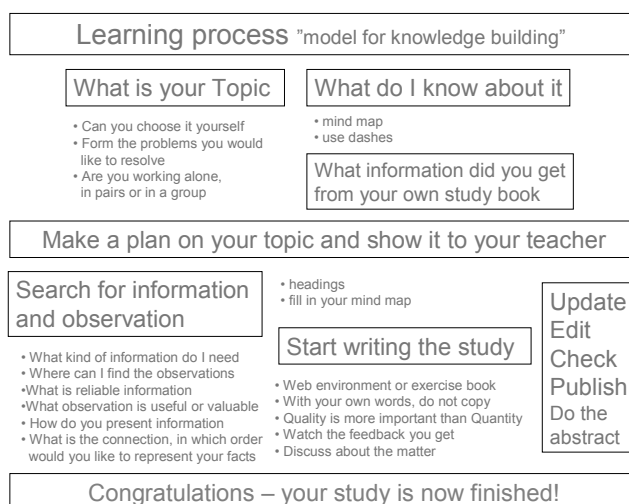 Learning process "model for knowledge building"
What is your Topic
• Can you choose it yourself
• Form the problems you would
like to resolve
• Are you working alone,
in pairs or in a group
What do I know about it
• mind map
• use dashes
What information did you get
from your own study book
Make a plan on your topic and show it to your teacher
Search for information
and observation
• What kind of information do I need
• Where can I find the observations
•What is reliable information
•What observation is useful or valuable
• How do you present information
• What is the connection, in which order
would you like to represent your facts
• headings
• fill in your mind map
Start writing the study
• Web environment or exercise book
• With your own words, do not copy
• Quality is more important than Quantity
• Watch the feedback you get
• Discuss about the matter
Update
Edit
Check
Publish
Do the
abstract
Congratulations – your study is now finished!